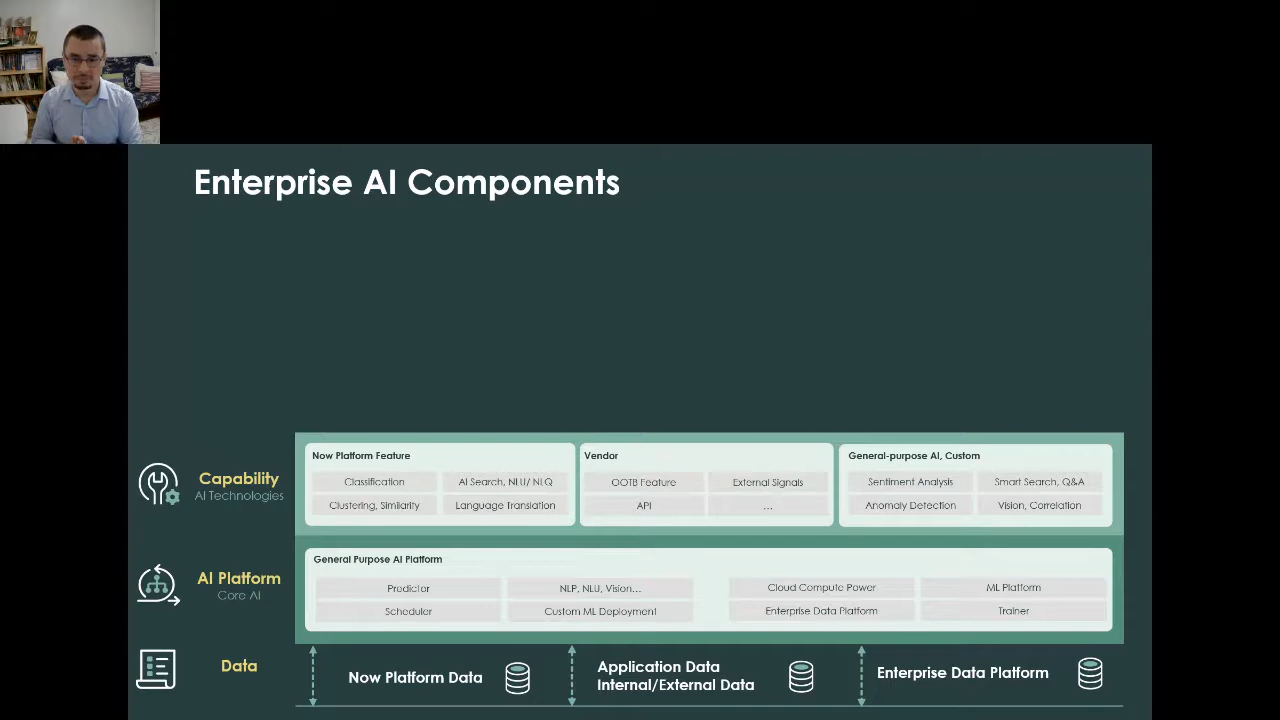 Enterprise AI Components
Capability
AI Technologies
Now Platform Feature
Classification
AI Search, NLU/ NLQ
Clustering, Similarity
Language Translation
Vendor
OOTB Feature
External Signals
API
...
General-purpose AI, Custom
Sentiment Analysis
Smart Search, Q&A
Anomaly Detection
Vision, Correlation
AI Platform
Core AI
General Purpose AI Platform
Predictor
NLP, NLU, Vision...
Cloud Compute Power
ML Platform
Scheduler
Custom ML Deployment
Enterprise Data Platform
Trainer
Data
Now Platform Data
Application Data
Internal/External Data
Enterprise Data Platform